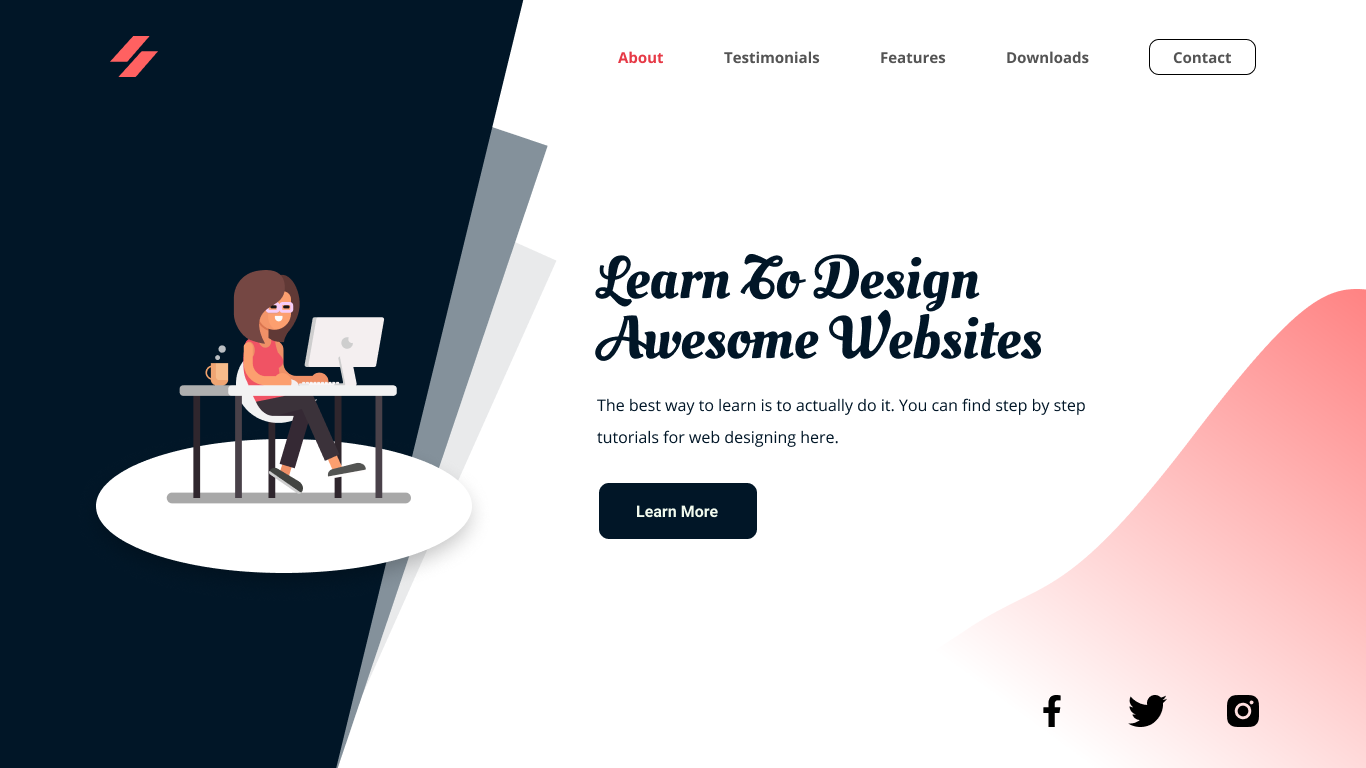 About Testimonials Features Downloads Contact
Learn To Design
Awesome Websites
The best way to learn is to actually do it. You can find step by step
tutorials for web designing here.
Learn More